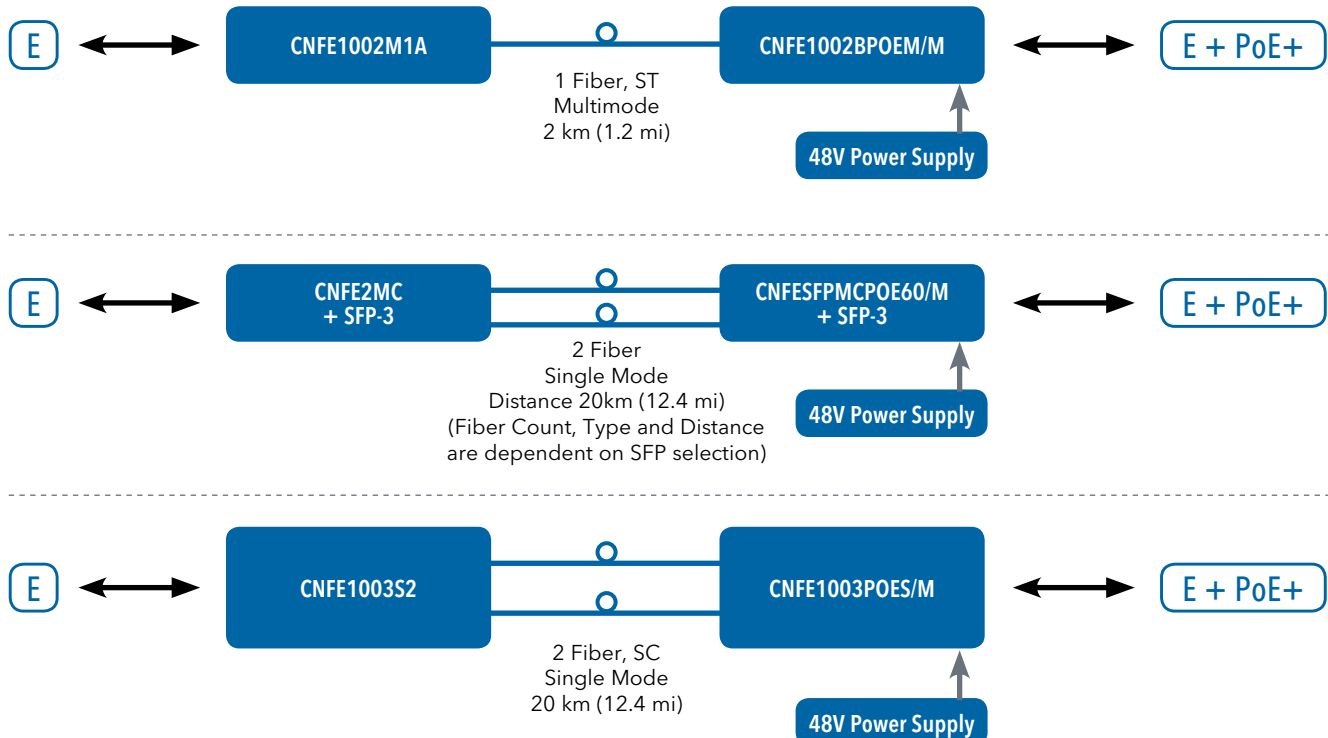 E
CNFE1002M1A
CNFE1002BPOEM/M
E + PoE+
1 Fiber, ST
Multimode
2 km (1.2 mi)
48V Power Supply
E
CNFE2MC
+ SFP-3
CNFESFPMCPOE60/M
+ SFP-3
E + PoE+
2 Fiber
Single Mode
Distance 20km (12.4 mi)
(Fiber Count, Type and Distance
are dependent on SFP selection)
48V Power Supply
E
CNFE1003S2
CNFE1003POES/M
E + PoE+
2 Fiber, SC
Single Mode
20 km (12.4 mi)
48V Power Supply